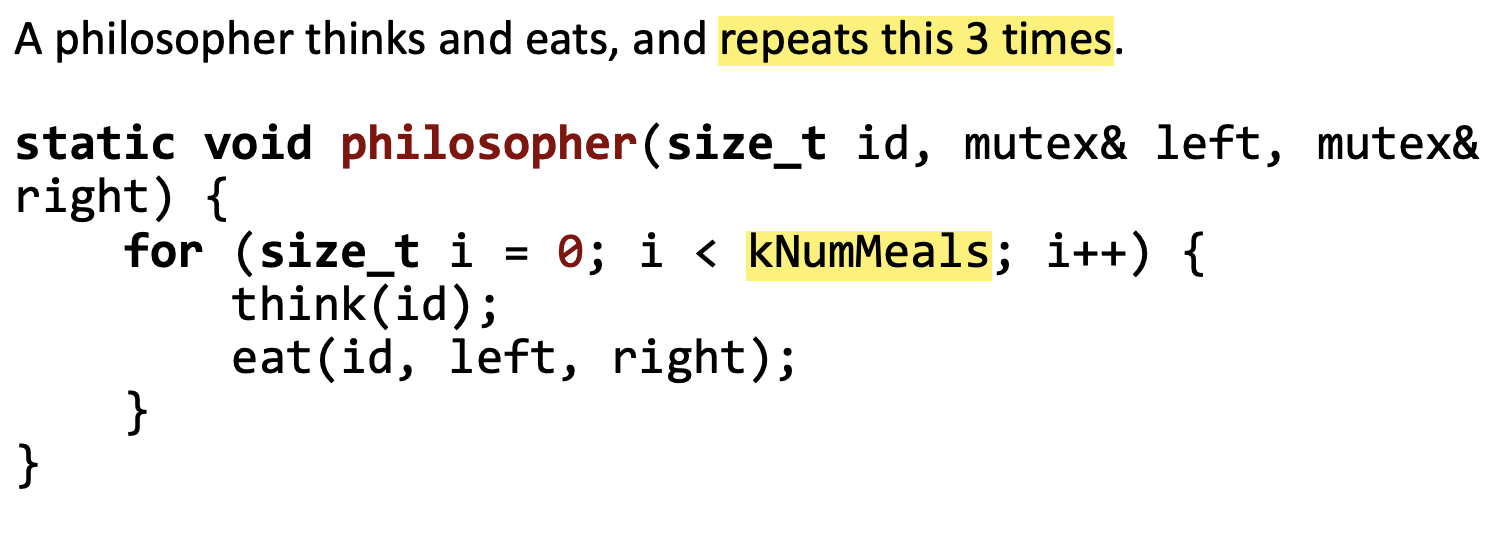 A philosopher thinks and eats, and repeats this 3 times.
static void philosopher(size_t id, mutex& left, mutex&
right) {
    for (size_t i = 0; i < kNumMeals; i++) {
        think(id);
        eat(id, left, right);
    }
}